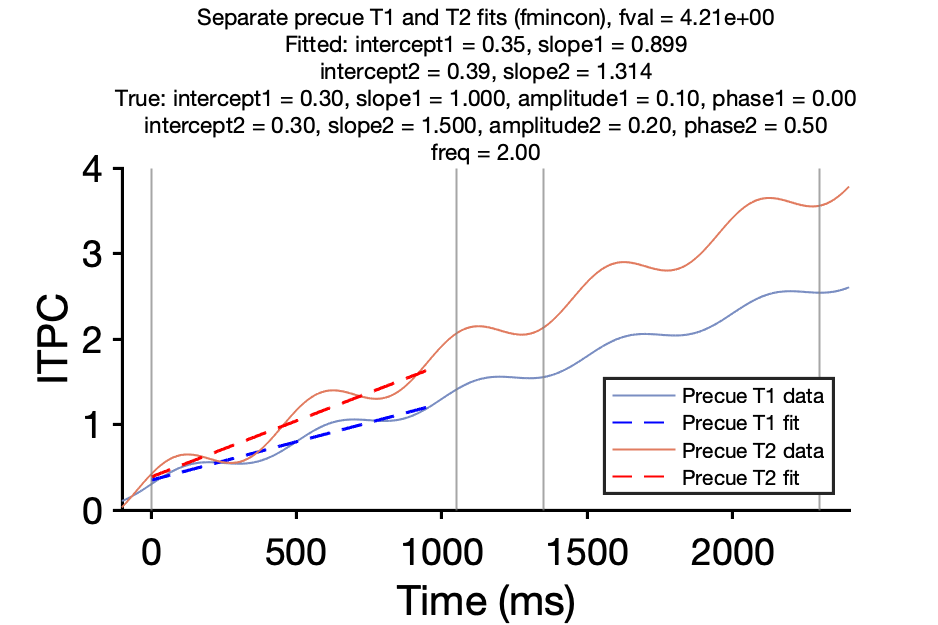 Separate precue T1 and T2 fits (fmincon), fval = 4.21e+00
Fitted: intercept1 = 0.35, slope1 = 0.899
intercept2 = 0.39, slope2 = 1.314
True: intercept1 = 0.30, slope1 = 1.000, amplitude1 = 0.10, phase1 = 0.00
intercept2 = 0.30, slope2 = 1.500, amplitude2 = 0.20, phase2 = 0.50
freq = 2.00
4
3
2
1
0
ITPC
Precue T1 data
Precue T1 fit
Precue T2 data
Precue T2 fit
0 500 1000 1500 2000
Time (ms)